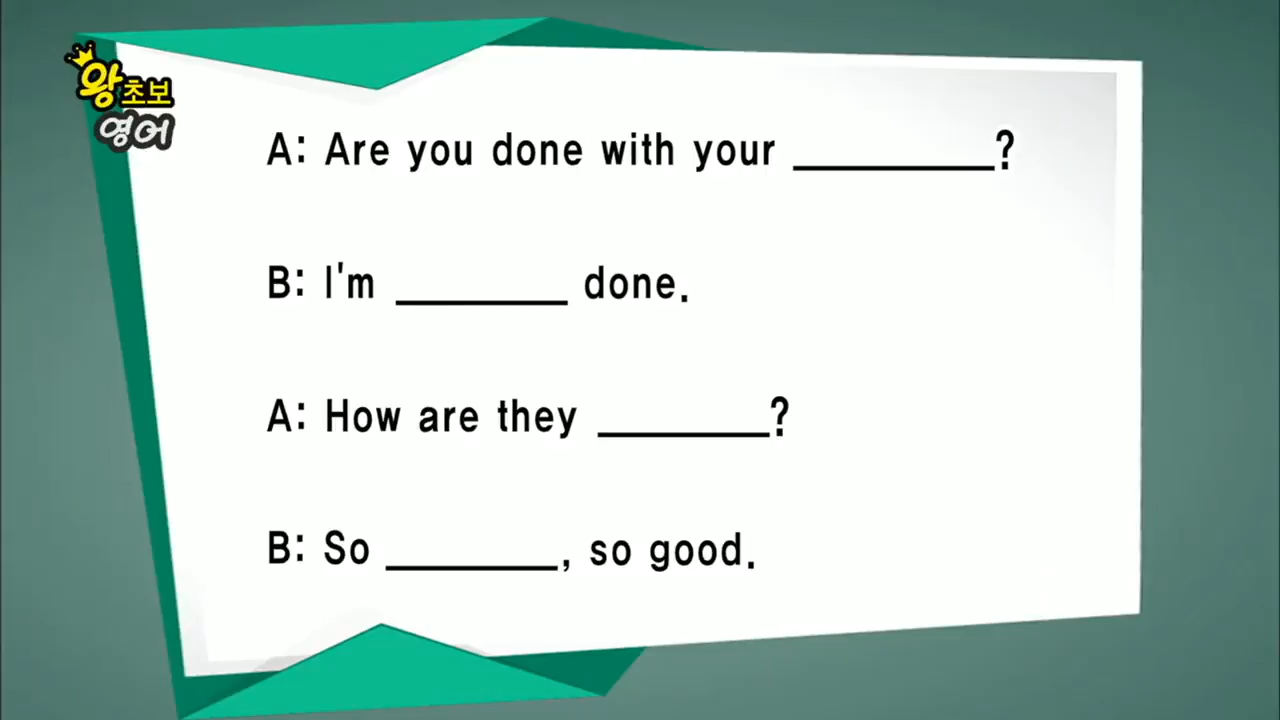 왕초보
영어
A: Are you done with your __________?
B: I'm ________ done.
A: How are they ________?
B: So ________, so good.